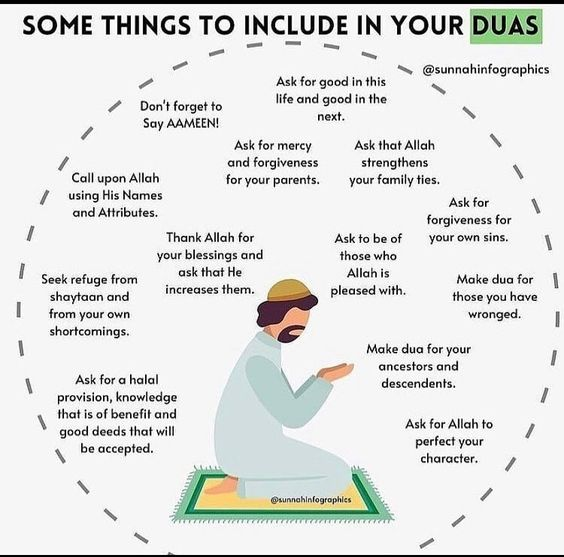 SOME THINGS TO INCLUDE IN YOUR DUAS
@sunnahinfographics
Ask for good in this
life and good in the
next.
Don't forget to
Say AAMEEN!
Ask for mercy
and forgiveness
for your parents.
Ask that Allah
strengthens
your family ties.
Call upon Allah
using His Names
and Attributes.
Ask for
forgiveness for
your own sins.
Thank Allah for
your blessings and
ask that He
increases them.
Ask to be of
those who
Allah is
pleased with.
Seek refuge from
shaytaan and
from your own
shortcomings.
Make dua for
those you have
wronged.
Make dua for your
ancestors and
descendents.
Ask for a halal
provision, knowledge
that is of benefit and
good deeds that will
be accepted.
Ask for Allah to
perfect your
character.
@sunnahinfographics